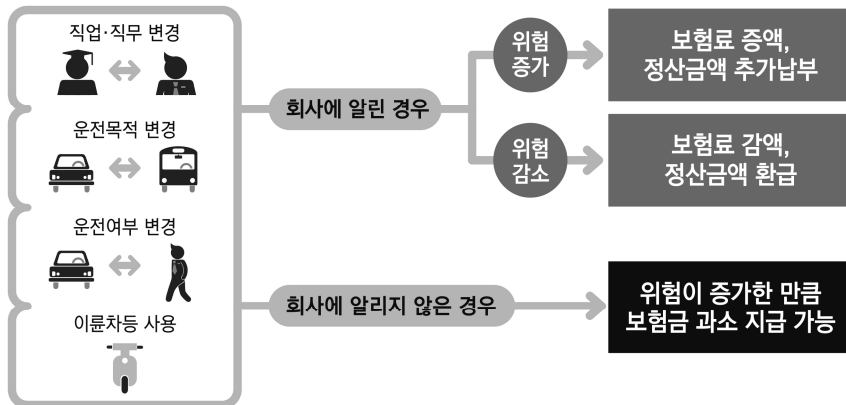 직업·직무 변경
운전목적 변경
운전여부 변경
이륜차등 사용
회사에 알린 경우
위험
증가
보험료 증액,
정산금액 추가납부
위험
감소
보험료 감액,
정산금액 환급
회사에 알리지 않은 경우
위험이 증가한 만큼
보험금 과소 지급 가능